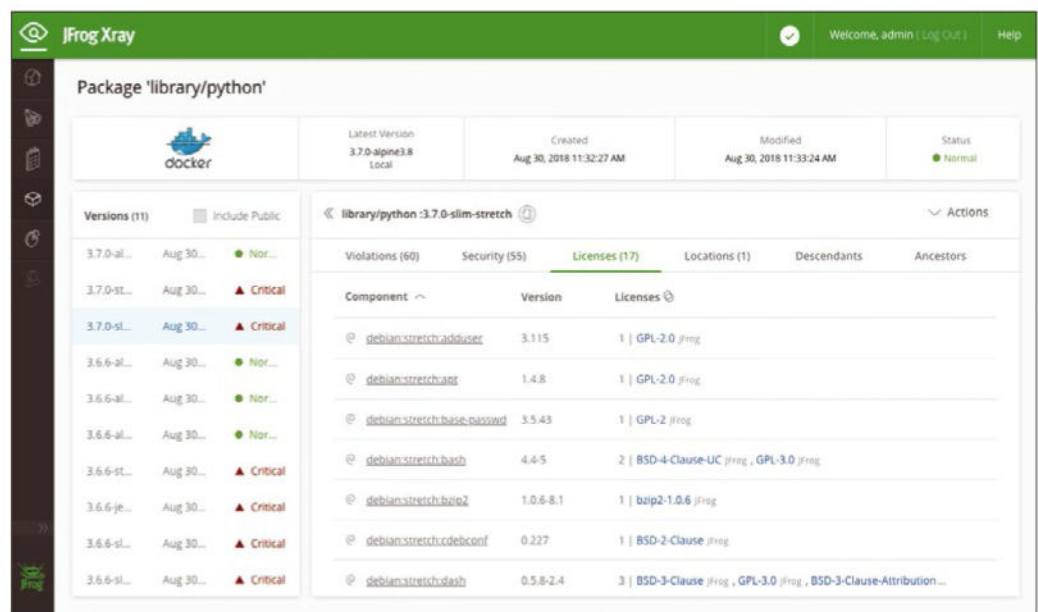 JFrog Xray
Welcome, admin ( Log Out ) Help
Package 'library/python'
docker
Latest Version
3.7.0-alpine3.8
Local
Created
Aug 30, 2018 11:32:27 AM
Modified
Aug 30, 2018 11:33:24 AM
Status
Normal
Versions (11) Include Public
3.7.0-al... Aug 30... Nor...
3.7.0-st... Aug 30... Critical
3.7.0-sl... Aug 30... Critical
3.6.6-al... Aug 30... Nor...
3.6.6-al... Aug 30... Nor...
3.6.6-al... Aug 30... Nor...
3.6.6-st... Aug 30... Critical
3.6.6-je... Aug 30... Critical
3.6.6-sl... Aug 30... Critical
3.6.6-sl... Aug 30... Critical
library/python :3.7.0-slim-stretch Actions
Violations (60) Security (55) Licenses (17) Locations (1) Descendants Ancestors
Component Version Licenses
debian:stretch:adduser 3.115 1 | GPL-2.0 JFrog
debian:stretch:apt 1.4.8 1 | GPL-2.0 JFrog
debian:stretch:base-passwd 3.5.43 1 | GPL-2 JFrog
debian:stretch:bash 4.4-5 2 | BSD-4-Clause-UC JFrog , GPL-3.0 JFrog
debian:stretch:bzip2 1.0.6-8.1 1 | bzip2-1.0.6 JFrog
debian:stretch:cdebconf 0.227 1 | BSD-2-Clause JFrog
debian:stretch:dash 0.5.8-2.4 3 | BSD-3-Clause JFrog , GPL-3.0 JFrog , BSD-3-Clause-Attribution...
JFrog